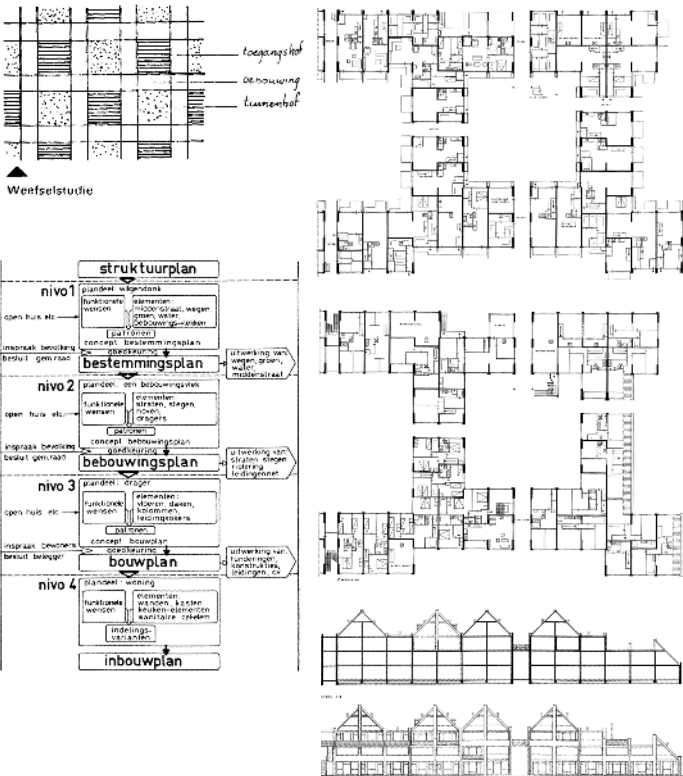 toegangshof
bebouwing
tuinenhof
Weefselstudie
struktuurplan
nivo 1
plandeel: wilgendonk
funktionele
wensen
elementen:
middenstraat, wegen,
groen, water,
bebouwings-vlekken
open huis etc.
patronen
concept bestemmingsplan
inspraak bevolking
goedkeuring
besluit gem.raad
bestemmingsplan
uitwerking van:
wegen, groen,
water,
middenstraat
nivo 2
plandeel: een bebouwingsvlek
funktionele
wensen
elementen
straten, stegen,
hoven,
dragers
open huis etc.
patronen
concept bebouwingsplan
inspraak bevolking
goedkeuring
besluit gem.raad
bebouwingsplan
uitwerking van:
straten stegen
riolering
leidingennet
nivo 3
plandeel: drager
funktionele
wensen
elementen:
vloeren, daken,
kolommen,
leidingkokers
open huis etc.
patronen
concept bouwplan
inspraak bewoners
goedkeuring
besluit belegger
bouwplan
uitwerking van:
funderingen,
konstrukties,
leidingen,
nivo 4
plandeel: woning
funktionele
wensen
elementen:
wanden, kasten
keuken-elementen
sanitaire
indelings-
varianten
inbouwplan